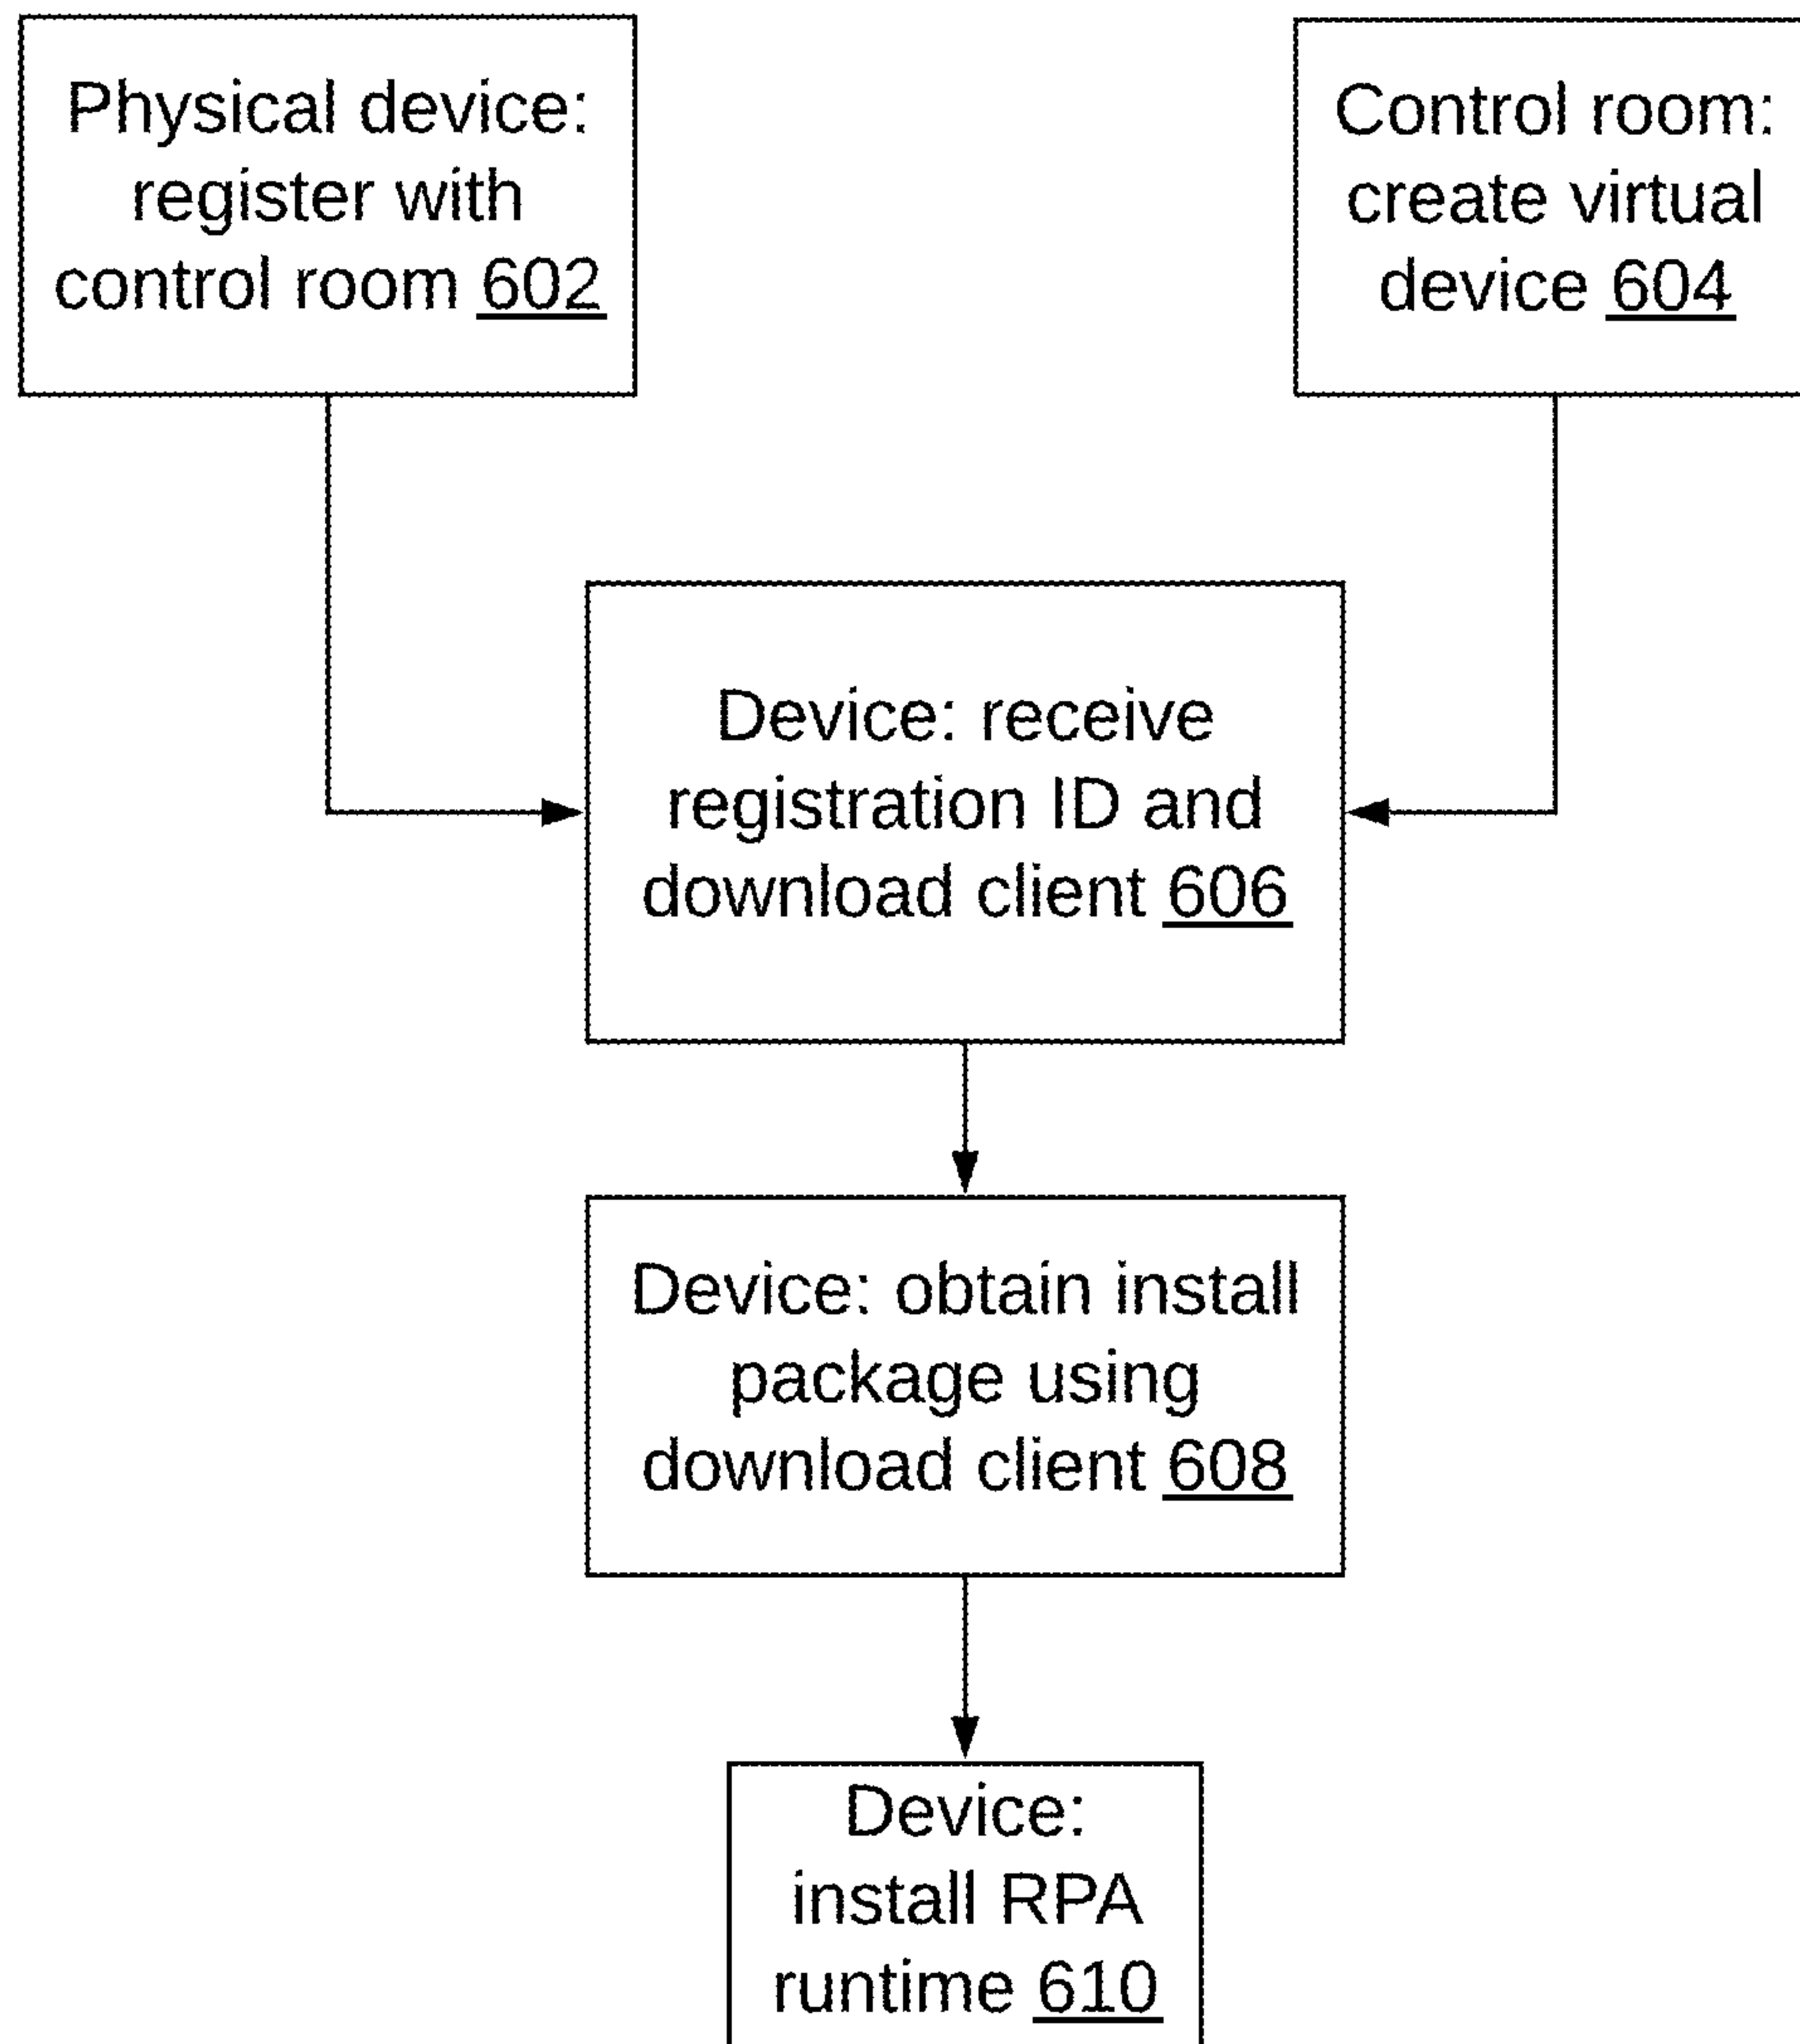 Physical device:
register with
control room 602
Control room:
create virtual
device 604
Device: receive
registration ID and
download client 606
Device: obtain install
package using
download client 608
Device:
install RPA
runtime 610